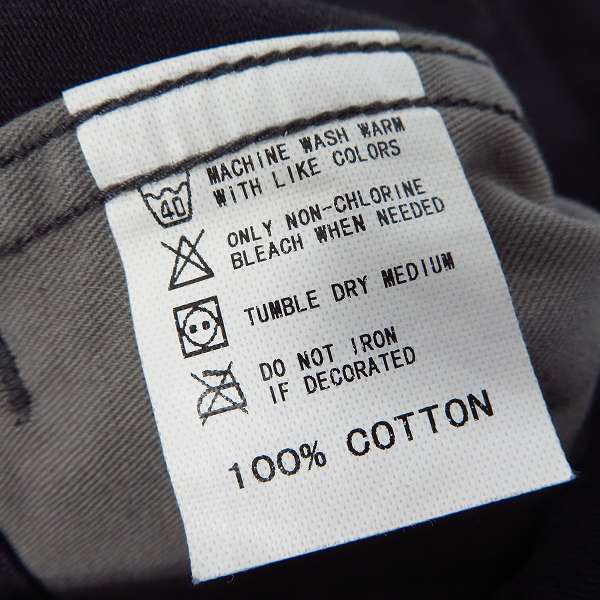 MACHINE WASH WARM
WITH LIKE COLORS
40
ONLY NON-CHLORINE
BLEACH WHEN NEEDED
TUMBLE DRY MEDIUM
DO NOT IRON
IF DECORATED
100% COTTON